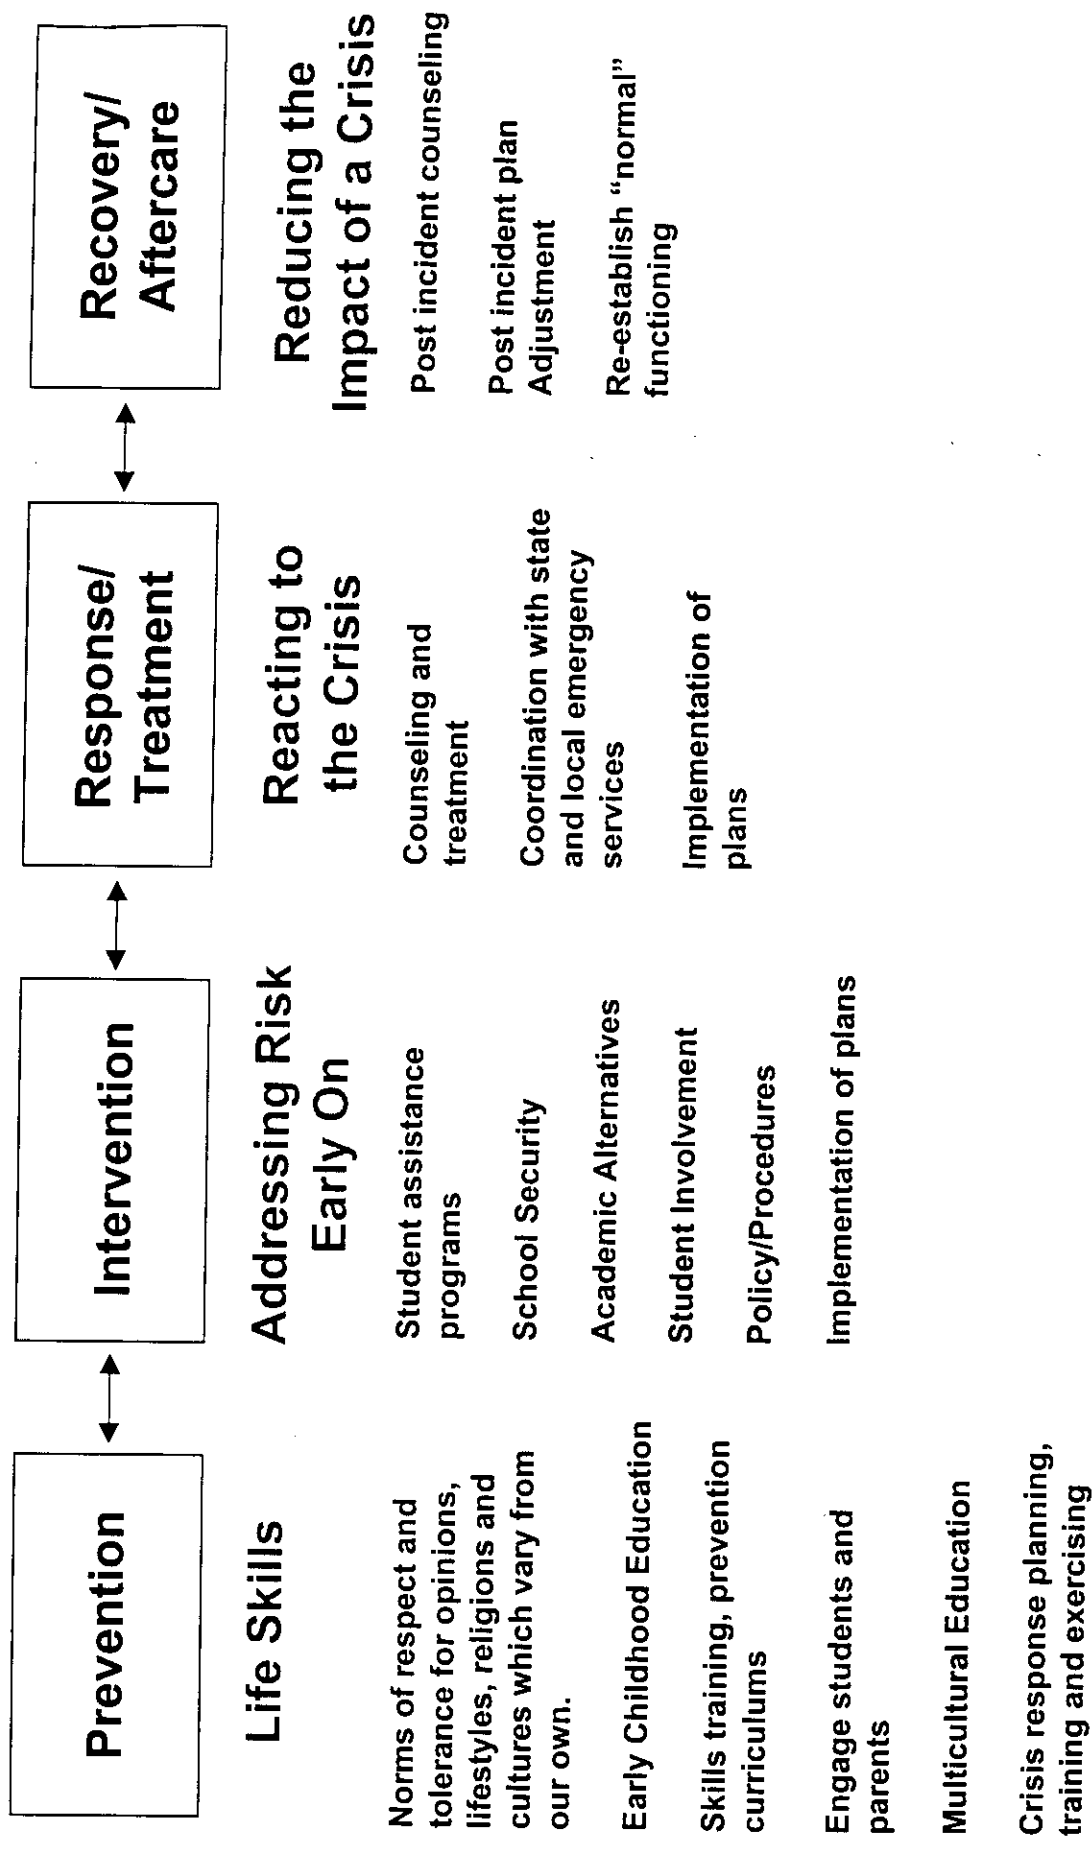 Prevention
Life Skills
Norms of respect and
tolerance for opinions,
lifestyles, religions and
cultures which vary from
our own.
Early Childhood Education
Skills training, prevention
curriculums
Engage students and
parents
Multicultural Education
Crisis response planning,
training and exercising
Intervention
Addressing Risk
Early On
Student assistance
programs
School Security
Academic Alternatives
Student Involvement
Policy/Procedures
Implementation of plans
Response/
Treatment
Reacting to
the Crisis
Counseling and
treatment
Coordination with state
and local emergency
services
Implementation of
plans
Recovery/
Aftercare
Reducing the
Impact of a Crisis
Post incident counseling
Post incident plan
Adjustment
Re-establish “normal”
functioning